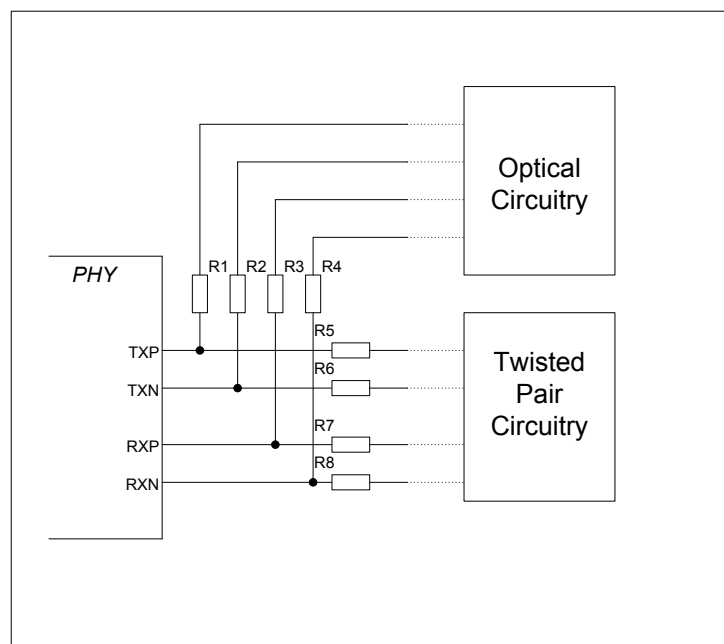 Optical
Circuitry
PHY
R1 R2 R3 R4
R5
TXP
R6
TXN
R7
RXP
R8
RXN
Twisted
Pair
Circuitry